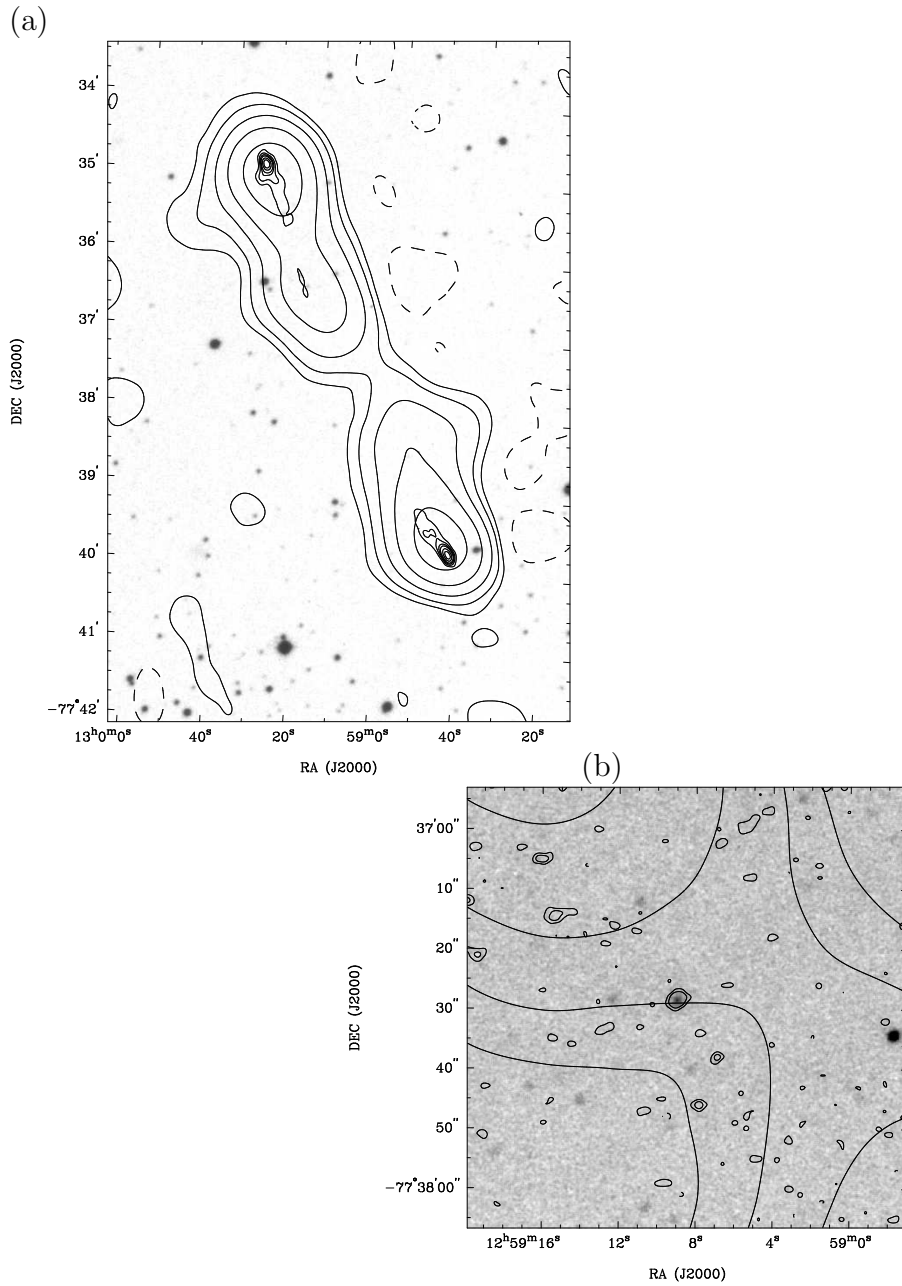 (a)
34'
35'
36'
37'
38'
39'
40'
41'
−77°42'
DEC (J2000)
13ʰ0ᵐ0ˢ 40ˢ 20ˢ 59ᵐ0ˢ 40ˢ 20ˢ
RA (J2000)
(b)
37'00"
10"
20"
30"
40"
50"
−77°38'00"
DEC (J2000)
12ʰ59ᵐ16ˢ 12ˢ 8ˢ 4ˢ 59ᵐ0ˢ
RA (J2000)